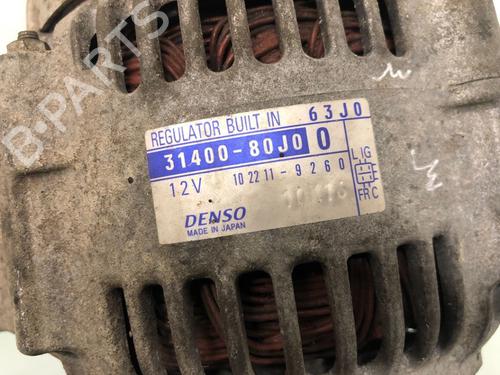 B-PARTS
REGULATOR BUILT IN 63J0
31400-80J0 0
12V 102211-9260
L IG
E
FR C
DENSO
MADE IN JAPAN